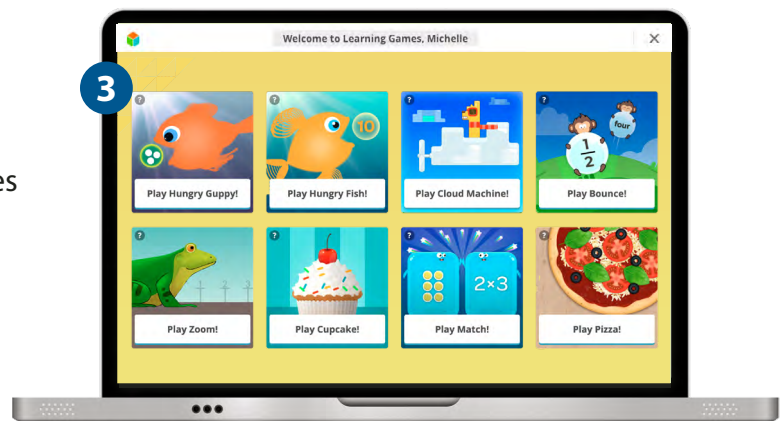 Welcome to Learning Games, Michelle
3
es
?
10
Play Hungry Guppy!
?
Play Hungry Fish!
?
Play Cloud Machine!
?
four
1
2
Play Bounce!
?
Play Zoom!
?
Play Cupcake!
?
2×3
Play Match!
?
Play Pizza!